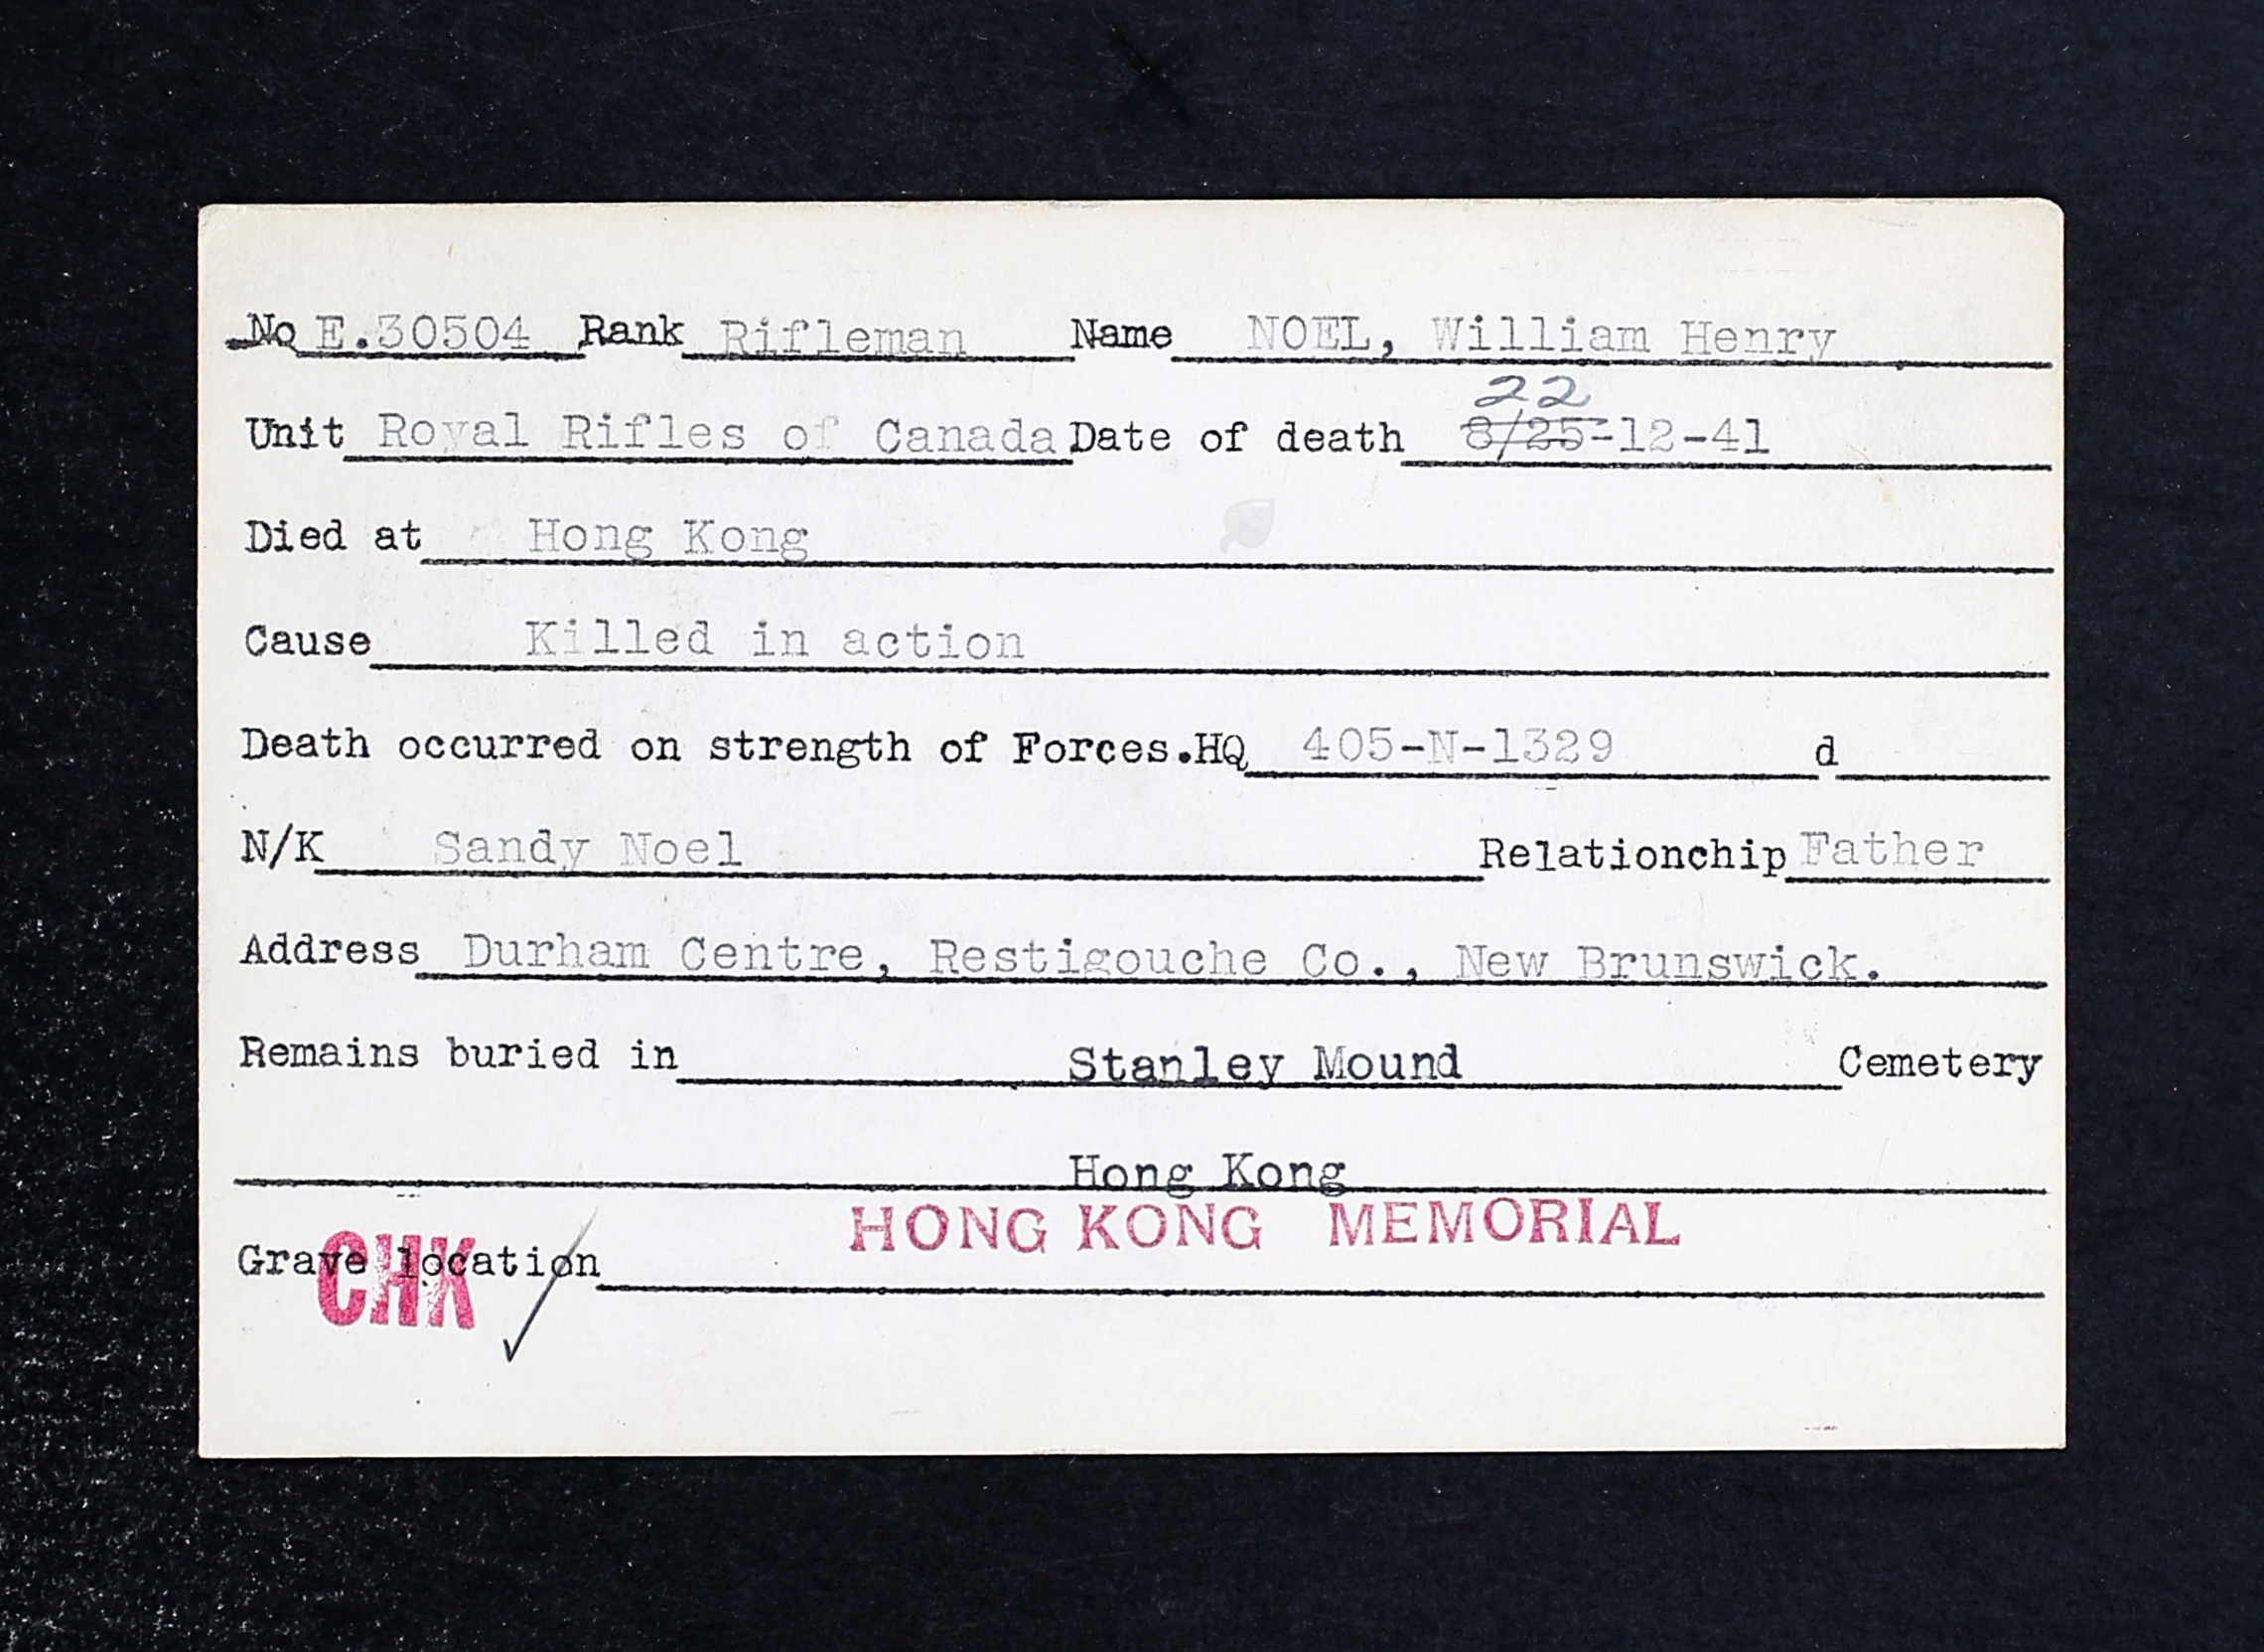 No E.30504 Rank Rifleman Name NOEL, William Henry
22
Unit Royal Rifles of Canada Date of death 8/25-12-41
Died at Hong Kong
Cause Killed in action
Death occurred on strength of Forces.HQ 405-N-1329 d
N/K Sandy Noel Relationchip Father
Address Durham Centre, Restigouche Co., New Brunswick.
Remains buried in Stanley Mound Cemetery
Hong Kong
HONG KONG MEMORIAL
Grave location
CHK